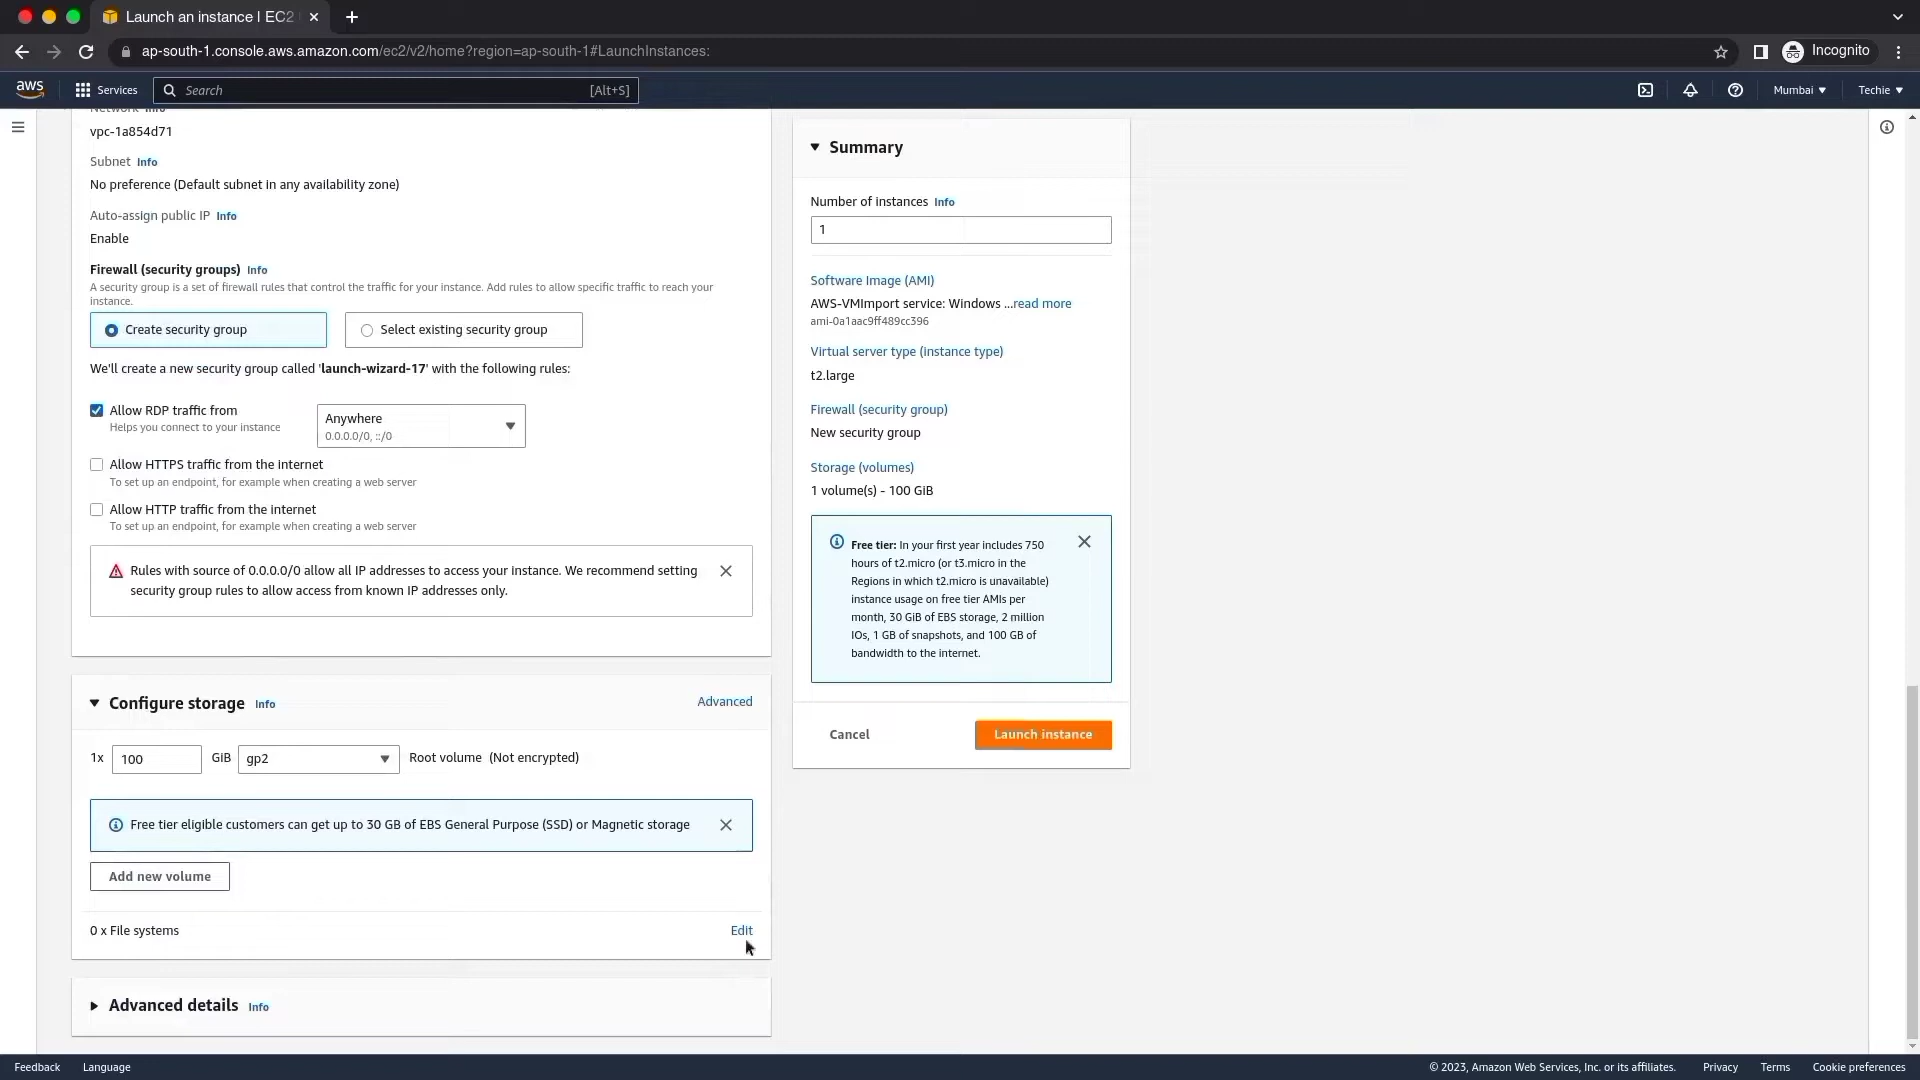 Launch an instance | EC2
ap-south-1.console.aws.amazon.com/ec2/v2/home?region=ap-south-1#LaunchInstances:
Incognito
aws
Services
Search
[Alt+S]
Mumbai
Techie
Network Info
vpc-1a854d71
Subnet Info
No preference (Default subnet in any availability zone)
Auto-assign public IP Info
Enable
Firewall (security groups) Info
A security group is a set of firewall rules that control the traffic for your instance. Add rules to allow specific traffic to reach your
instance.
Create security group
Select existing security group
We'll create a new security group called 'launch-wizard-17' with the following rules:
Allow RDP traffic from
Helps you connect to your instance
Anywhere
0.0.0.0/0, ::/0
Allow HTTPS traffic from the internet
To set up an endpoint, for example when creating a web server
Allow HTTP traffic from the internet
To set up an endpoint, for example when creating a web server
Rules with source of 0.0.0.0/0 allow all IP addresses to access your instance. We recommend setting
security group rules to allow access from known IP addresses only.
Configure storage Info
Advanced
1x
100
GiB
gp2
Root volume (Not encrypted)
Free tier eligible customers can get up to 30 GB of EBS General Purpose (SSD) or Magnetic storage
Add new volume
0 x File systems
Edit
Advanced details Info
Summary
Number of instances Info
1
Software Image (AMI)
AWS-VMImport service: Windows ...read more
ami-0a1aac9ff489cc396
Virtual server type (instance type)
t2.large
Firewall (security group)
New security group
Storage (volumes)
1 volume(s) - 100 GiB
Free tier: In your first year includes 750
hours of t2.micro (or t3.micro in the
Regions in which t2.micro is unavailable)
instance usage on free tier AMIs per
month, 30 GiB of EBS storage, 2 million
IOs, 1 GB of snapshots, and 100 GB of
bandwidth to the internet.
Cancel
Launch instance
Feedback
Language
© 2023, Amazon Web Services, Inc. or its affiliates.
Privacy
Terms
Cookie preferences